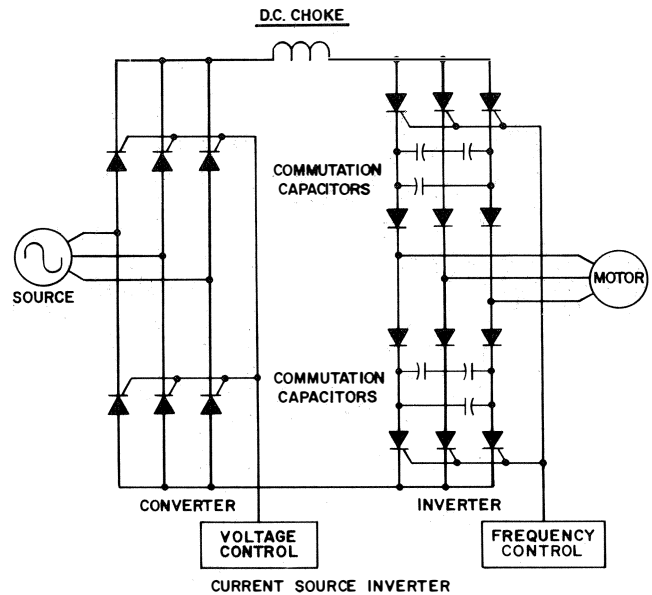 D.C. CHOKE
COMMUTATION
CAPACITORS
SOURCE
MOTOR
COMMUTATION
CAPACITORS
CONVERTER
INVERTER
VOLTAGE
CONTROL
FREQUENCY
CONTROL
CURRENT SOURCE INVERTER